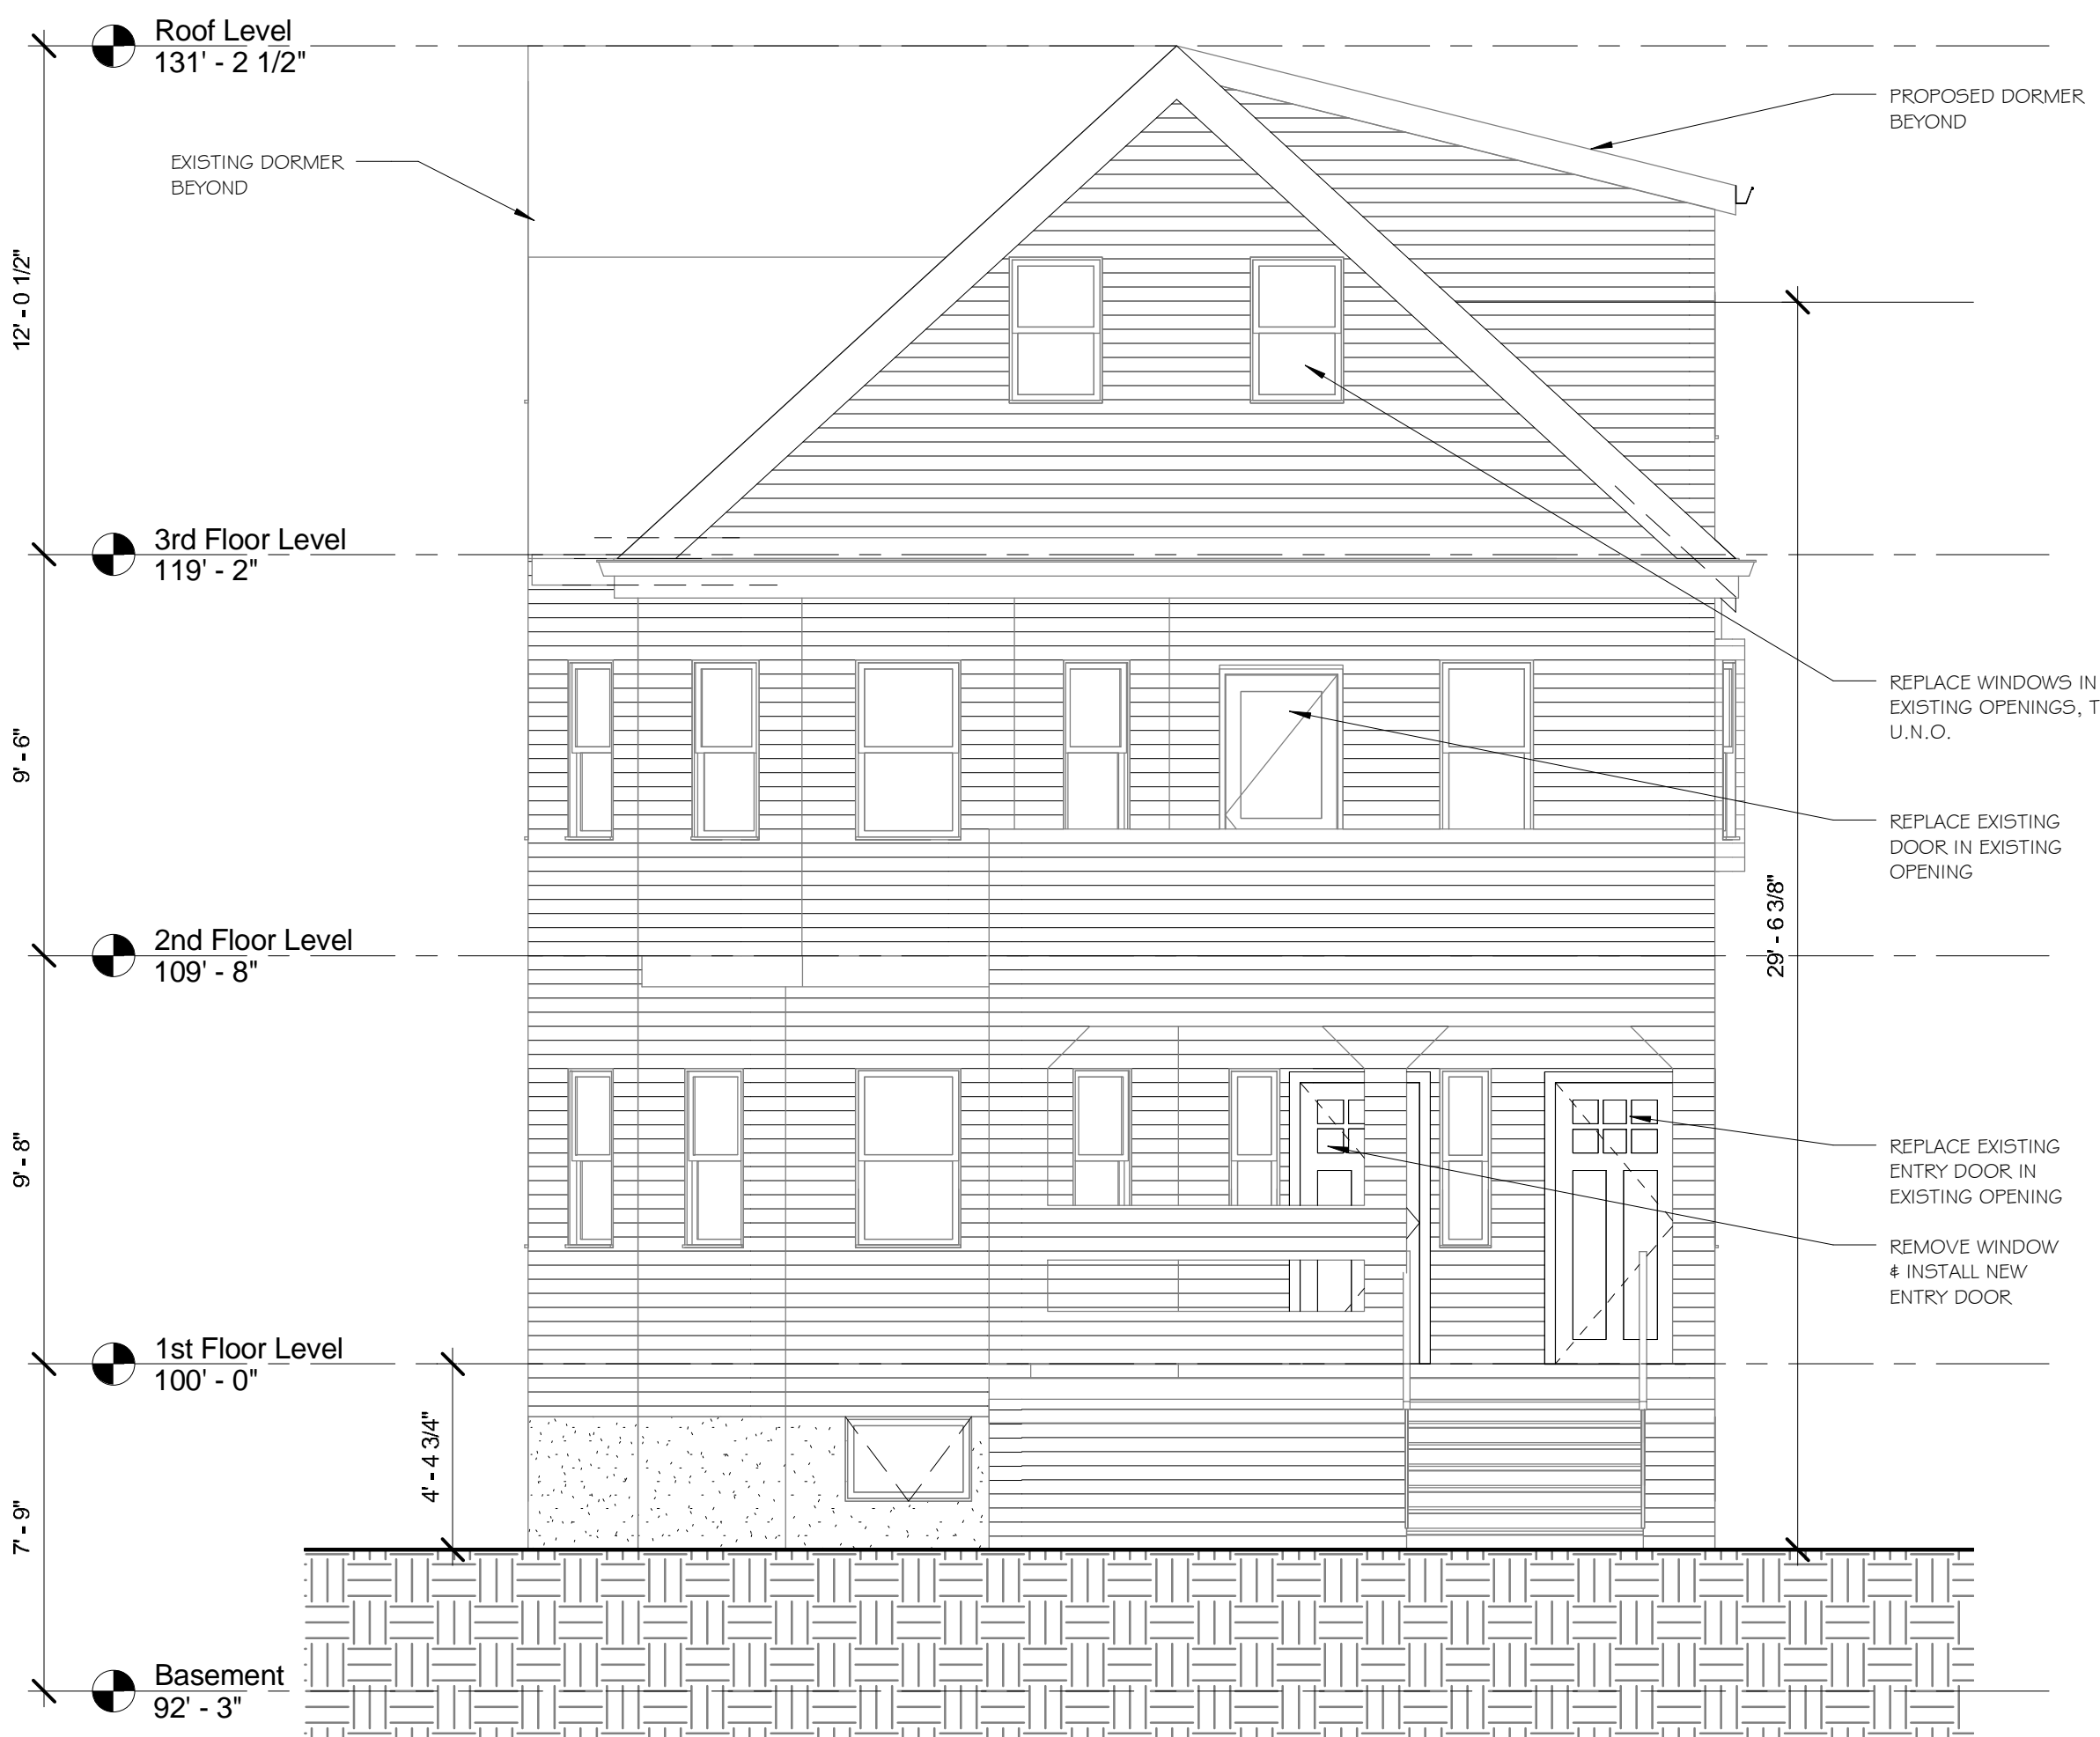 Roof Level
131' - 2 1/2"
PROPOSED DORMER
BEYOND
EXISTING DORMER
BEYOND
12' - 0 1/2"
3rd Floor Level
119' - 2"
REPLACE WINDOWS IN
EXISTING OPENINGS, T
U.N.O.
9' - 6"
REPLACE EXISTING
DOOR IN EXISTING
OPENING
29' - 6 3/8"
2nd Floor Level
109' - 8"
9' - 8"
REPLACE EXISTING
ENTRY DOOR IN
EXISTING OPENING
REMOVE WINDOW
& INSTALL NEW
ENTRY DOOR
1st Floor Level
100' - 0"
4' - 4 3/4"
7' - 9"
Basement
92' - 3"